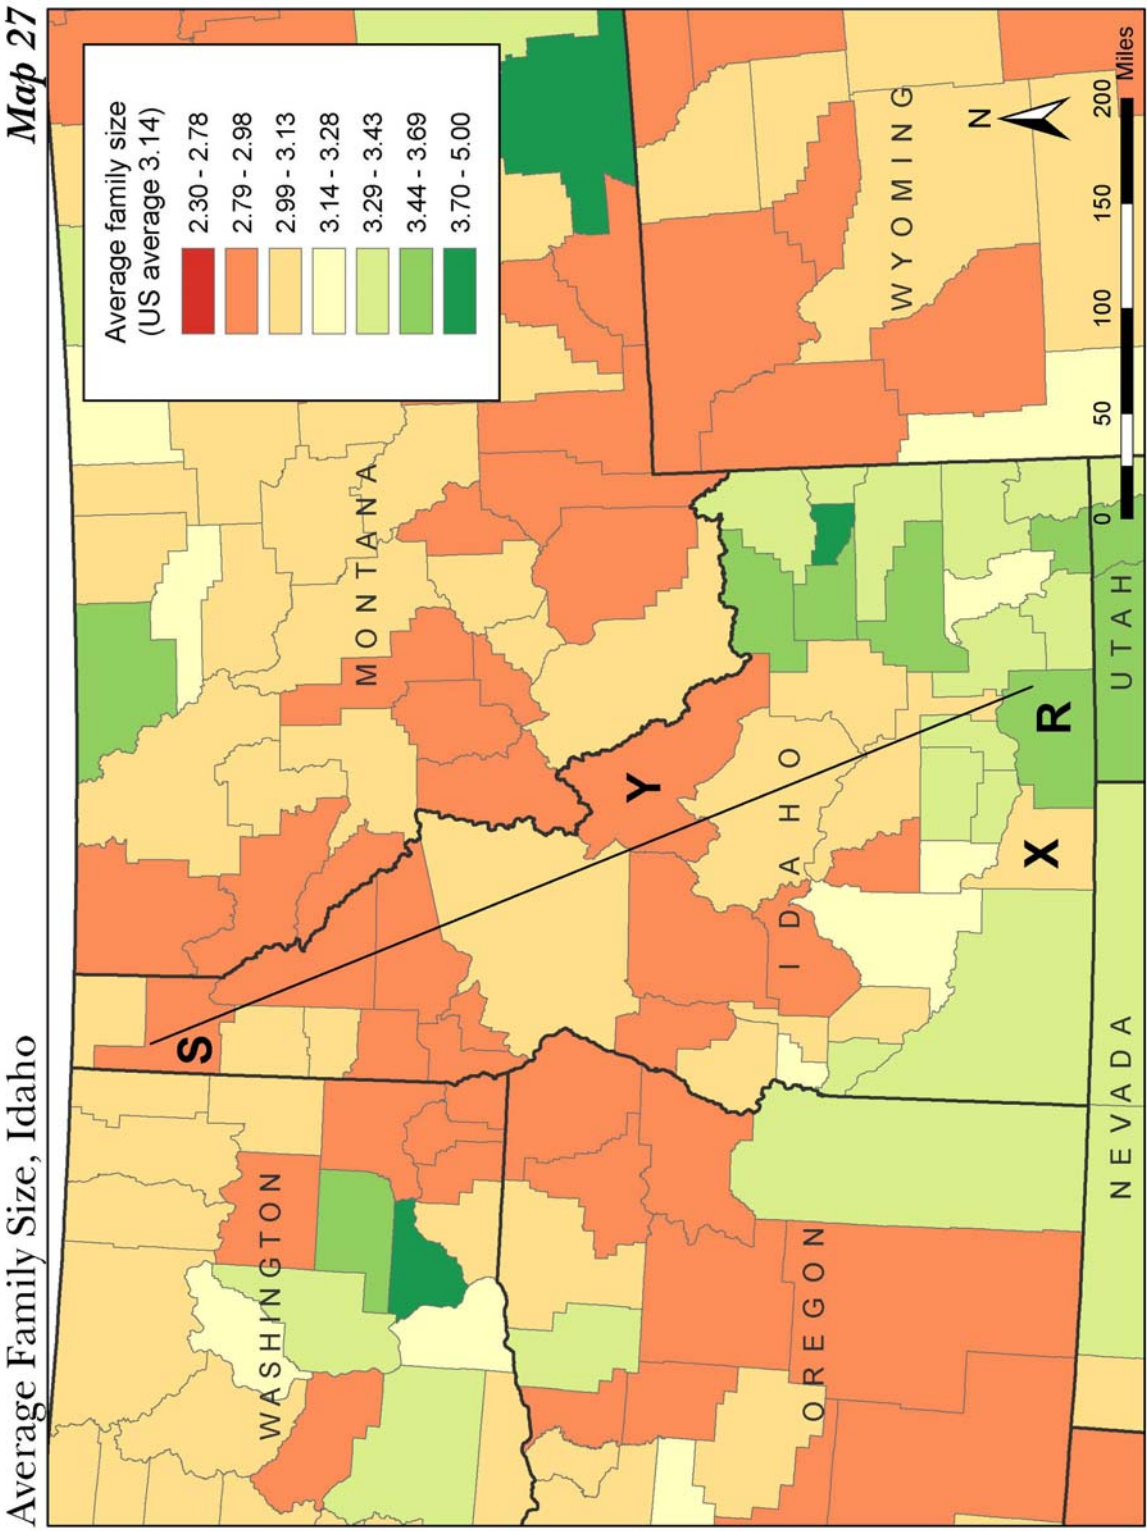 Average Family Size, Idaho
Map 27
Average family size
(US average 3.14)
2.30 - 2.78
2.79 - 2.98
2.99 - 3.13
3.14 - 3.28
3.29 - 3.43
3.44 - 3.69
3.70 - 5.00
WASHINGTON
MONTANA
S
Y
OREGON
IDAHO
WYOMING
N
X
R
0 50 100 150 200
Miles
NEVADA
UTAH